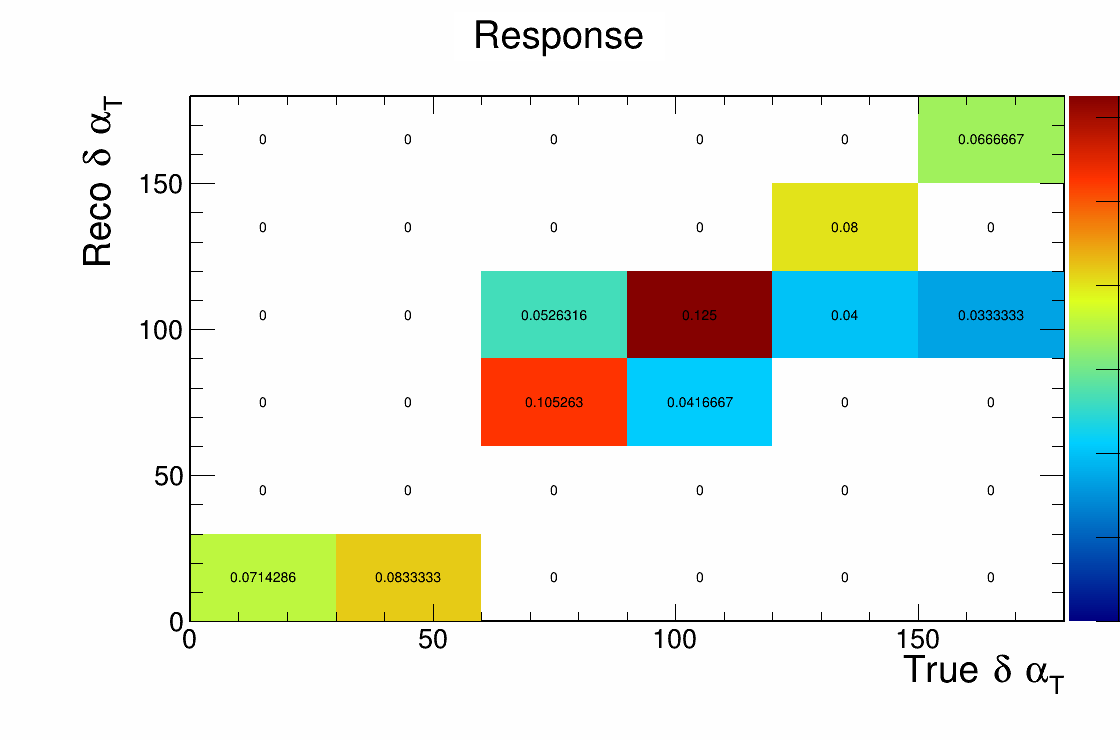 Response
Reco δ α_T
0 0 0 0 0 0.0666667
150
0 0 0 0 0.08 0
100
0 0 0.0526316 0.125 0.04 0.0333333
0 0 0.105263 0.0416667 0 0
50
0 0 0 0 0 0
0.0714286 0.0833333 0 0 0 0
0
0 50 100 150
True δ α_T